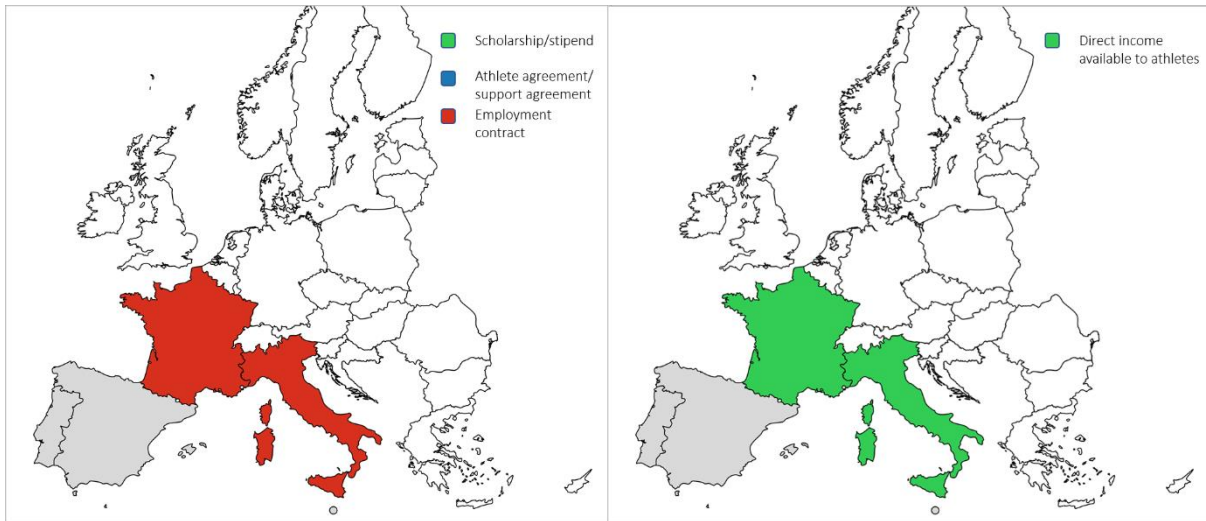 Scholarship/stipend
Athlete agreement/
support agreement
Employment
contract
Direct income
available to athletes